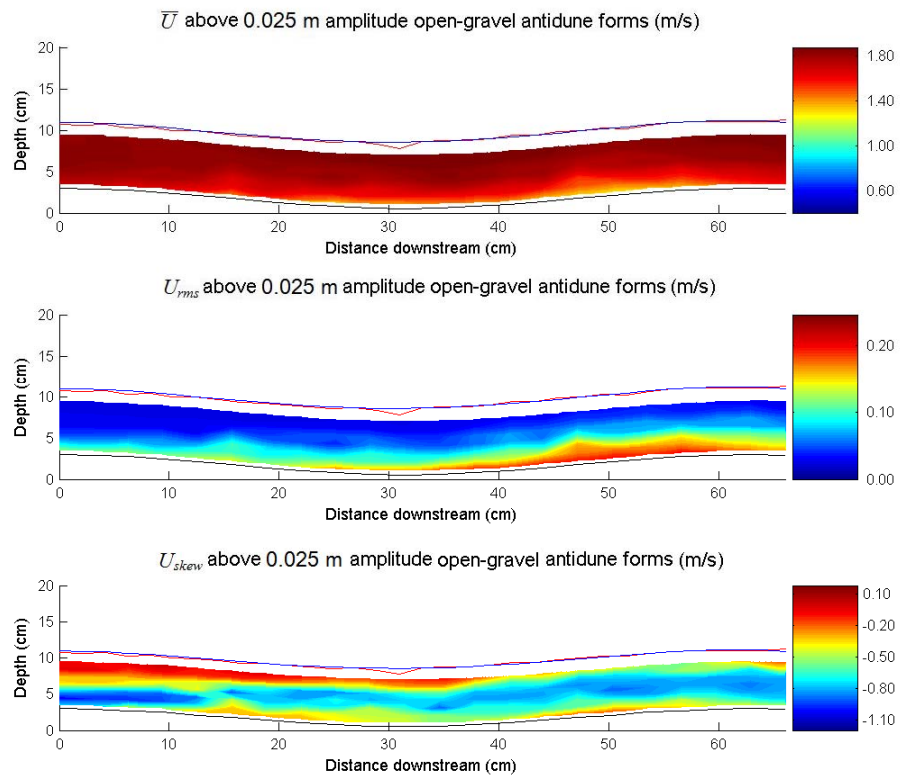 U̅ above 0.025 m amplitude open-gravel antidune forms (m/s)
20
15
10
5
0
Depth (cm)
0 10 20 30 40 50 60
Distance downstream (cm)
1.80
1.40
1.00
0.60
U_rms above 0.025 m amplitude open-gravel antidune forms (m/s)
20
15
10
5
0
Depth (cm)
0 10 20 30 40 50 60
Distance downstream (cm)
0.20
0.10
0.00
U_skew above 0.025 m amplitude open-gravel antidune forms (m/s)
20
15
10
5
0
Depth (cm)
0 10 20 30 40 50 60
Distance downstream (cm)
0.10
-0.20
-0.50
-0.80
-1.10